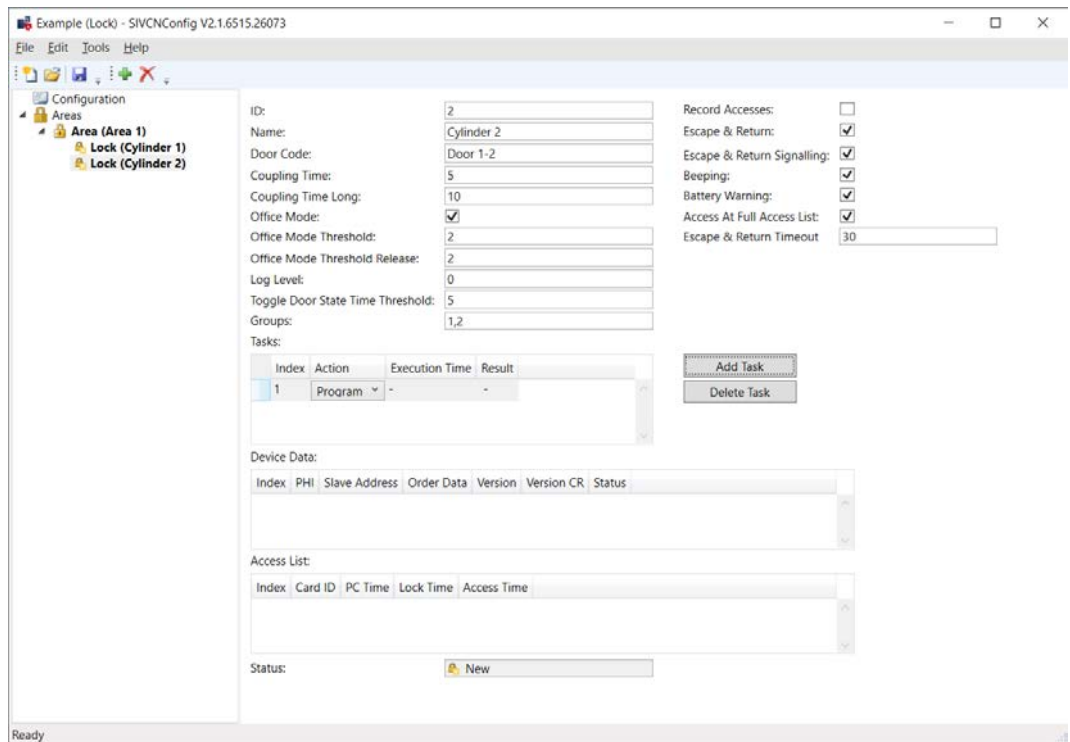 Example (Lock) - SIVCNConfig V2.1.6515.26073
File Edit Tools Help
Configuration
Areas
Area (Area 1)
Lock (Cylinder 1)
Lock (Cylinder 2)
ID: 2
Name: Cylinder 2
Door Code: Door 1-2
Coupling Time: 5
Coupling Time Long: 10
Office Mode:
Office Mode Threshold: 2
Office Mode Threshold Release: 2
Log Level: 0
Toggle Door State Time Threshold: 5
Groups: 1,2
Record Accesses:
Escape & Return:
Escape & Return Signalling:
Beeping:
Battery Warning:
Access At Full Access List:
Escape & Return Timeout 30
Tasks:
Index Action Execution Time Result
1 Program - -
Add Task
Delete Task
Device Data:
Index PHI Slave Address Order Data Version Version CR Status
Access List:
Index Card ID PC Time Lock Time Access Time
Status: New
Ready